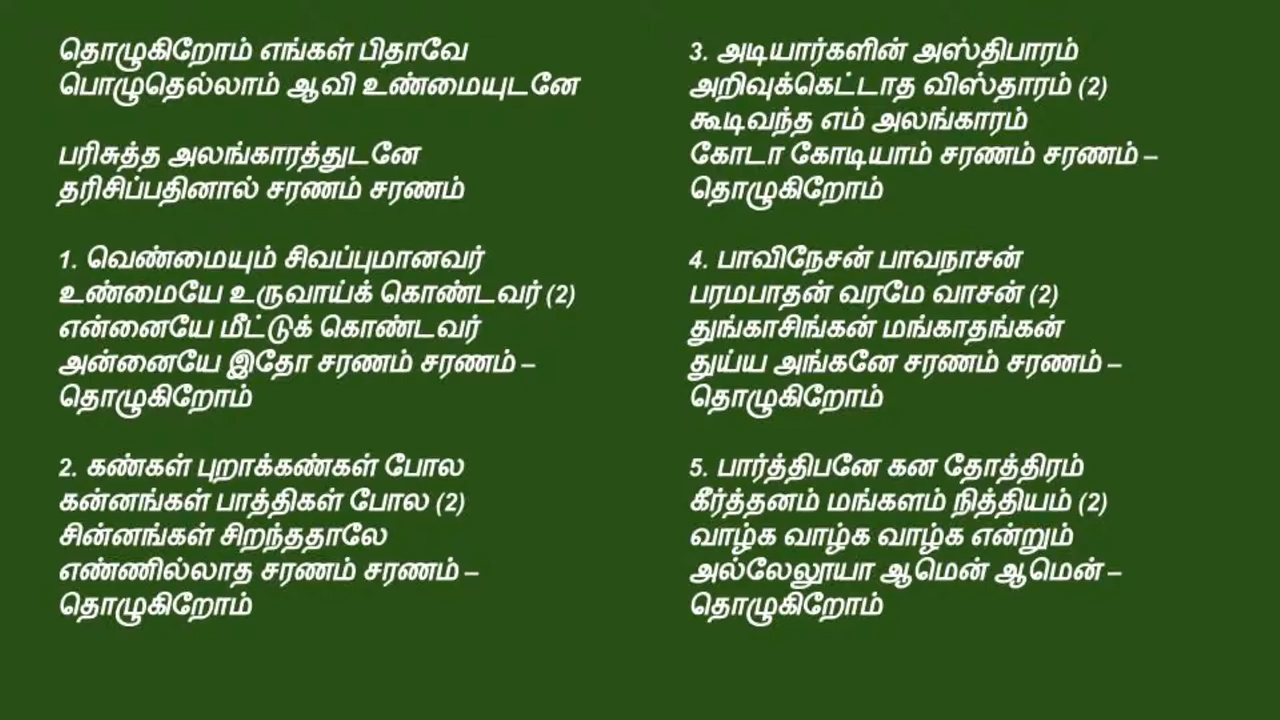 தொழுகிறோம் எங்கள் பிதாவே
பொழுதெல்லாம் ஆவி உண்மையுடனே
பரிசுத்த அலங்காரத்துடனே
தரிசிப்பதினால் சரணம் சரணம்
1. வெண்மையும் சிவப்புமானவர்
உண்மையே உருவாய்க் கொண்டவர் (2)
என்னையே மீட்டுக் கொண்டவர்
அன்னையே இதோ சரணம் சரணம் –
தொழுகிறோம்
2. கண்கள் புறாக்கண்கள் போல
கன்னங்கள் பாத்திகள் போல (2)
சின்னங்கள் சிறந்ததாலே
எண்ணில்லாத சரணம் சரணம் –
தொழுகிறோம்
3. அடியார்களின் அஸ்திபாரம்
அறிவுக்கெட்டாத விஸ்தாரம் (2)
கூடிவந்த எம் அலங்காரம்
கோடா கோடியாம் சரணம் சரணம் –
தொழுகிறோம்
4. பாவிநேசன் பாவநாசன்
பரமபாதன் வரமே வாசன் (2)
துங்காசிங்கன் மங்காதங்கன்
துய்ய அங்கனே சரணம் சரணம் –
தொழுகிறோம்
5. பார்த்திபனே கன தோத்திரம்
கீர்த்தனம் மங்களம் நித்தியம் (2)
வாழ்க வாழ்க வாழ்க என்றும்
அல்லேலூயா ஆமென் ஆமென் –
தொழுகிறோம்